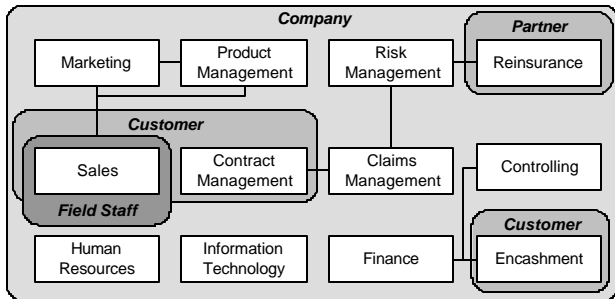 Company
Partner
Marketing
Product
Management
Risk
Management
Reinsurance
Customer
Sales
Contract
Management
Claims
Management
Controlling
Field Staff
Customer
Human
Resources
Information
Technology
Finance
Encashment